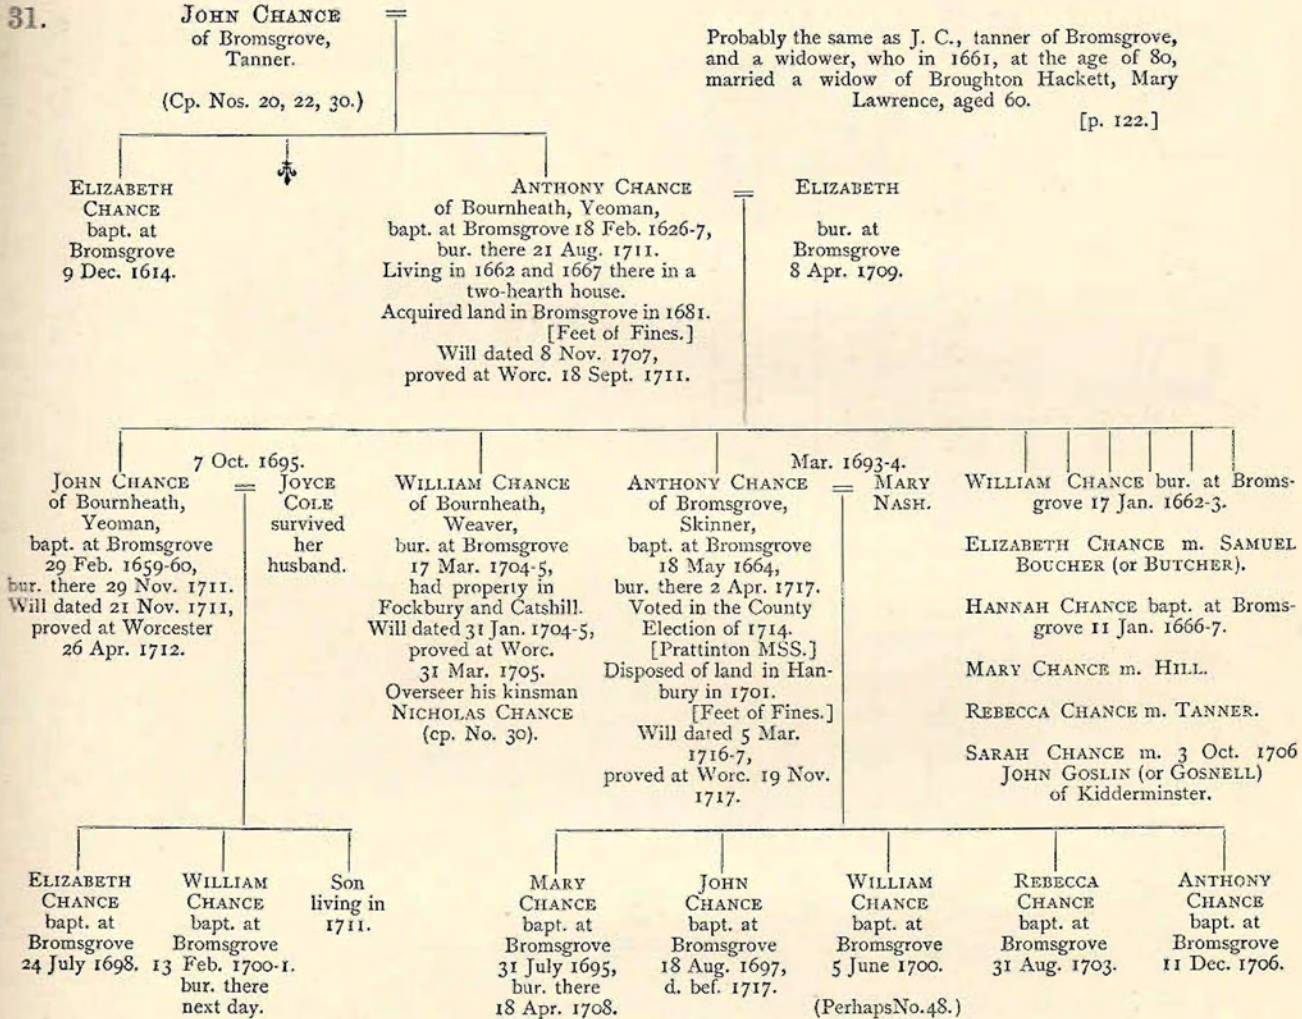 31.
JOHN CHANCE =
of Bromsgrove,
Tanner.
(Cp. Nos. 20, 22, 30.)
Probably the same as J. C., tanner of Bromsgrove,
and a widower, who in 1661, at the age of 80,
married a widow of Broughton Hackett, Mary
Lawrence, aged 60.
[p. 122.]
ELIZABETH
CHANCE
bapt. at
Bromsgrove
9 Dec. 1614.
ANTHONY CHANCE =
of Bournheath, Yeoman,
bapt. at Bromsgrove 18 Feb. 1626-7,
bur. there 21 Aug. 1711.
Living in 1662 and 1667 there in a
two-hearth house.
Acquired land in Bromsgrove in 1681.
[Feet of Fines.]
Will dated 8 Nov. 1707,
proved at Worc. 18 Sept. 1711.
ELIZABETH
bur. at
Bromsgrove
8 Apr. 1709.
7 Oct. 1695.
JOHN CHANCE =
of Bournheath,
Yeoman,
bapt. at Bromsgrove
29 Feb. 1659-60,
bur. there 29 Nov. 1711.
Will dated 21 Nov. 1711,
proved at Worcester
26 Apr. 1712.
JOYCE
COLE
survived
her
husband.
WILLIAM CHANCE
of Bournheath,
Weaver,
bur. at Bromsgrove
17 Mar. 1704-5,
had property in
Fockbury and Catshill.
Will dated 31 Jan. 1704-5,
proved at Worc.
31 Mar. 1705.
Overseer his kinsman
NICHOLAS CHANCE
(cp. No. 30).
Mar. 1693-4.
ANTHONY CHANCE =
of Bromsgrove,
Skinner,
bapt. at Bromsgrove
18 May 1664,
bur. there 2 Apr. 1717.
Voted in the County
Election of 1714.
[Prattinton MSS.]
Disposed of land in Han-
bury in 1701.
[Feet of Fines.]
Will dated 5 Mar.
1716-7,
proved at Worc. 19 Nov.
1717.
MARY
NASH.
WILLIAM CHANCE bur. at Broms-
grove 17 Jan. 1662-3.
ELIZABETH CHANCE m. SAMUEL
BOUCHER (or BUTCHER).
HANNAH CHANCE bapt. at Broms-
grove 11 Jan. 1666-7.
MARY CHANCE m. HILL.
REBECCA CHANCE m. TANNER.
SARAH CHANCE m. 3 Oct. 1706
JOHN GOSLIN (or GOSNELL)
of Kidderminster.
ELIZABETH
CHANCE
bapt. at
Bromsgrove
24 July 1698.
WILLIAM
CHANCE
bapt. at
Bromsgrove
13 Feb. 1700-1.
bur. there
next day.
Son
living in
1711.
MARY
CHANCE
bapt. at
Bromsgrove
31 July 1695,
bur. there
18 Apr. 1708.
JOHN
CHANCE
bapt. at
Bromsgrove
18 Aug. 1697,
d. bef. 1717.
WILLIAM
CHANCE
bapt. at
Bromsgrove
5 June 1700.
(Perhaps No. 48.)
REBECCA
CHANCE
bapt. at
Bromsgrove
31 Aug. 1703.
ANTHONY
CHANCE
bapt. at
Bromsgrove
11 Dec. 1706.